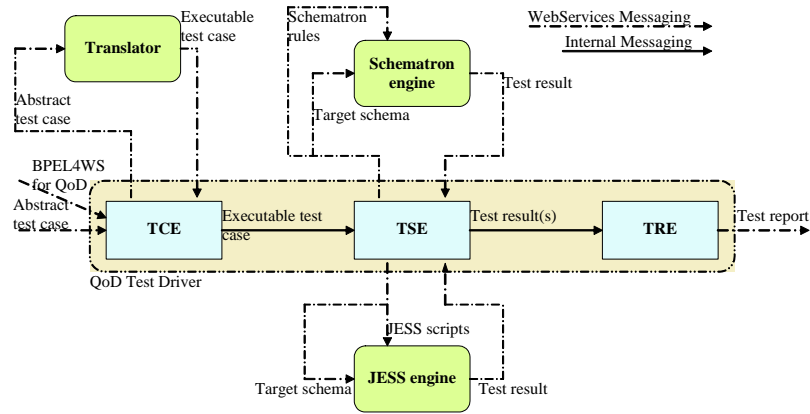 Executable
test case
Schematron
rules
WebServices Messaging
Internal Messaging
Translator
Schematron
engine
Test result
Target schema
Abstract
test case
BPEL4WS
for QoD
Abstract
test case
TCE
Executable test
case
TSE
Test result(s)
TRE
Test report
QoD Test Driver
JESS scripts
Target schema
JESS engine
Test result